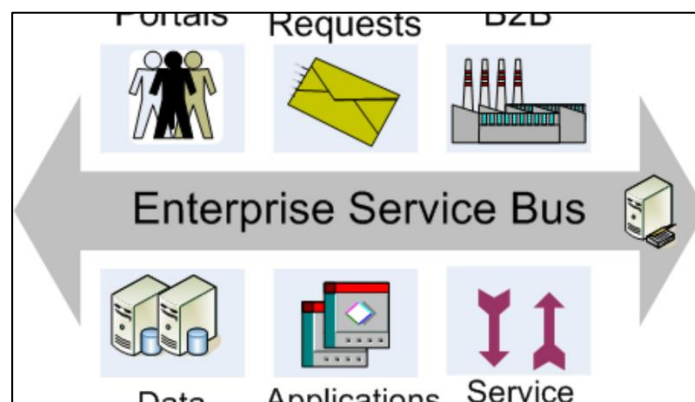 Portals
Requests
B2B
Enterprise Service Bus
Data
Applications
Service